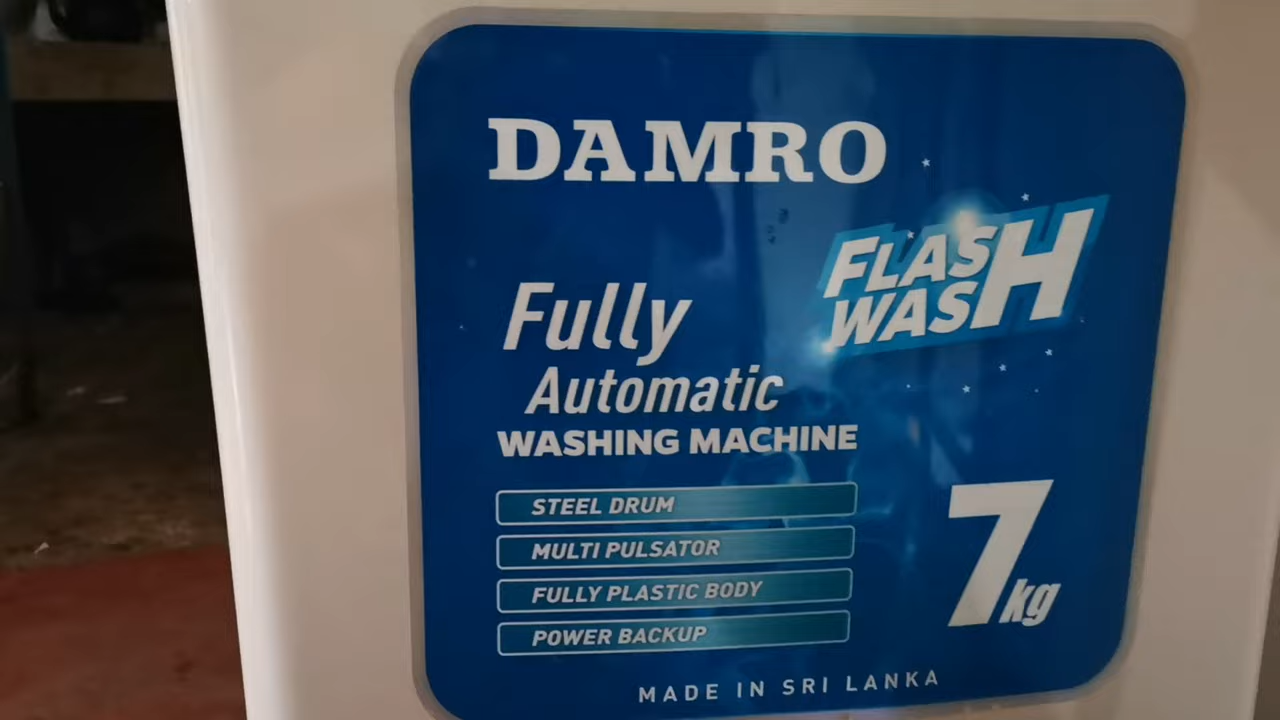 DAMRO
FLASH
WASH
Fully
Automatic
WASHING MACHINE
STEEL DRUM
MULTI PULSATOR
FULLY PLASTIC BODY
POWER BACKUP
7kg
MADE IN SRI LANKA